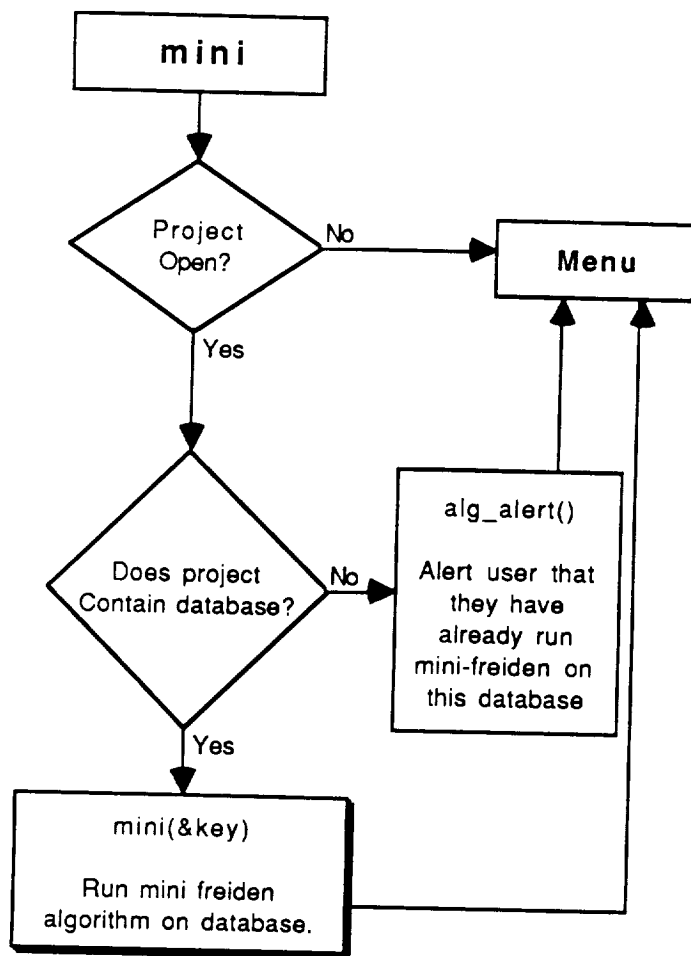 mini
Project
Open?
No
Menu
Yes
Does project
Contain database?
No
alg_alert()
Alert user that
they have
already run
mini-freiden on
this database
Yes
mini(&key)
Run mini freiden
algorithm on database.